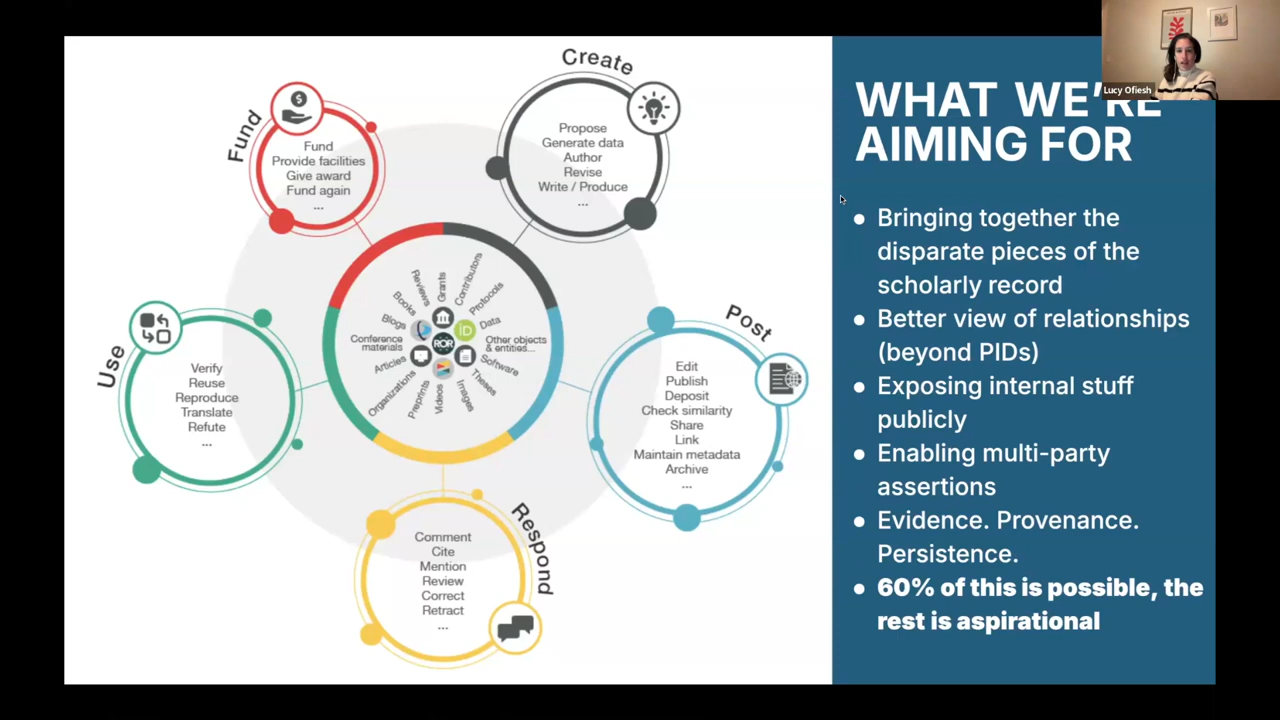 Create
Propose
Generate data
Author
Revise
Write / Produce
...
Fund
Fund
Provide facilities
Give award
Fund again
...
Use
Verify
Reuse
Reproduce
Translate
Refute
...
Post
Edit
Publish
Deposit
Check similarity
Share
Link
Maintain metadata
Archive
...
Respond
Comment
Cite
Mention
Review
Correct
Retract
...
Grants
Contributors
Protocols
Data
Other objects
& entities...
Software
Theses
Images
Videos
Preprints
Organizations
Articles
Conference
materials
Blogs
Books
Reviews
iD
ROR
Lucy Ofiesh
WHAT WE'RE
AIMING FOR
● Bringing together the
disparate pieces of the
scholarly record
● Better view of relationships
(beyond PIDs)
● Exposing internal stuff
publicly
● Enabling multi-party
assertions
● Evidence. Provenance.
Persistence.
● 60% of this is possible, the
rest is aspirational